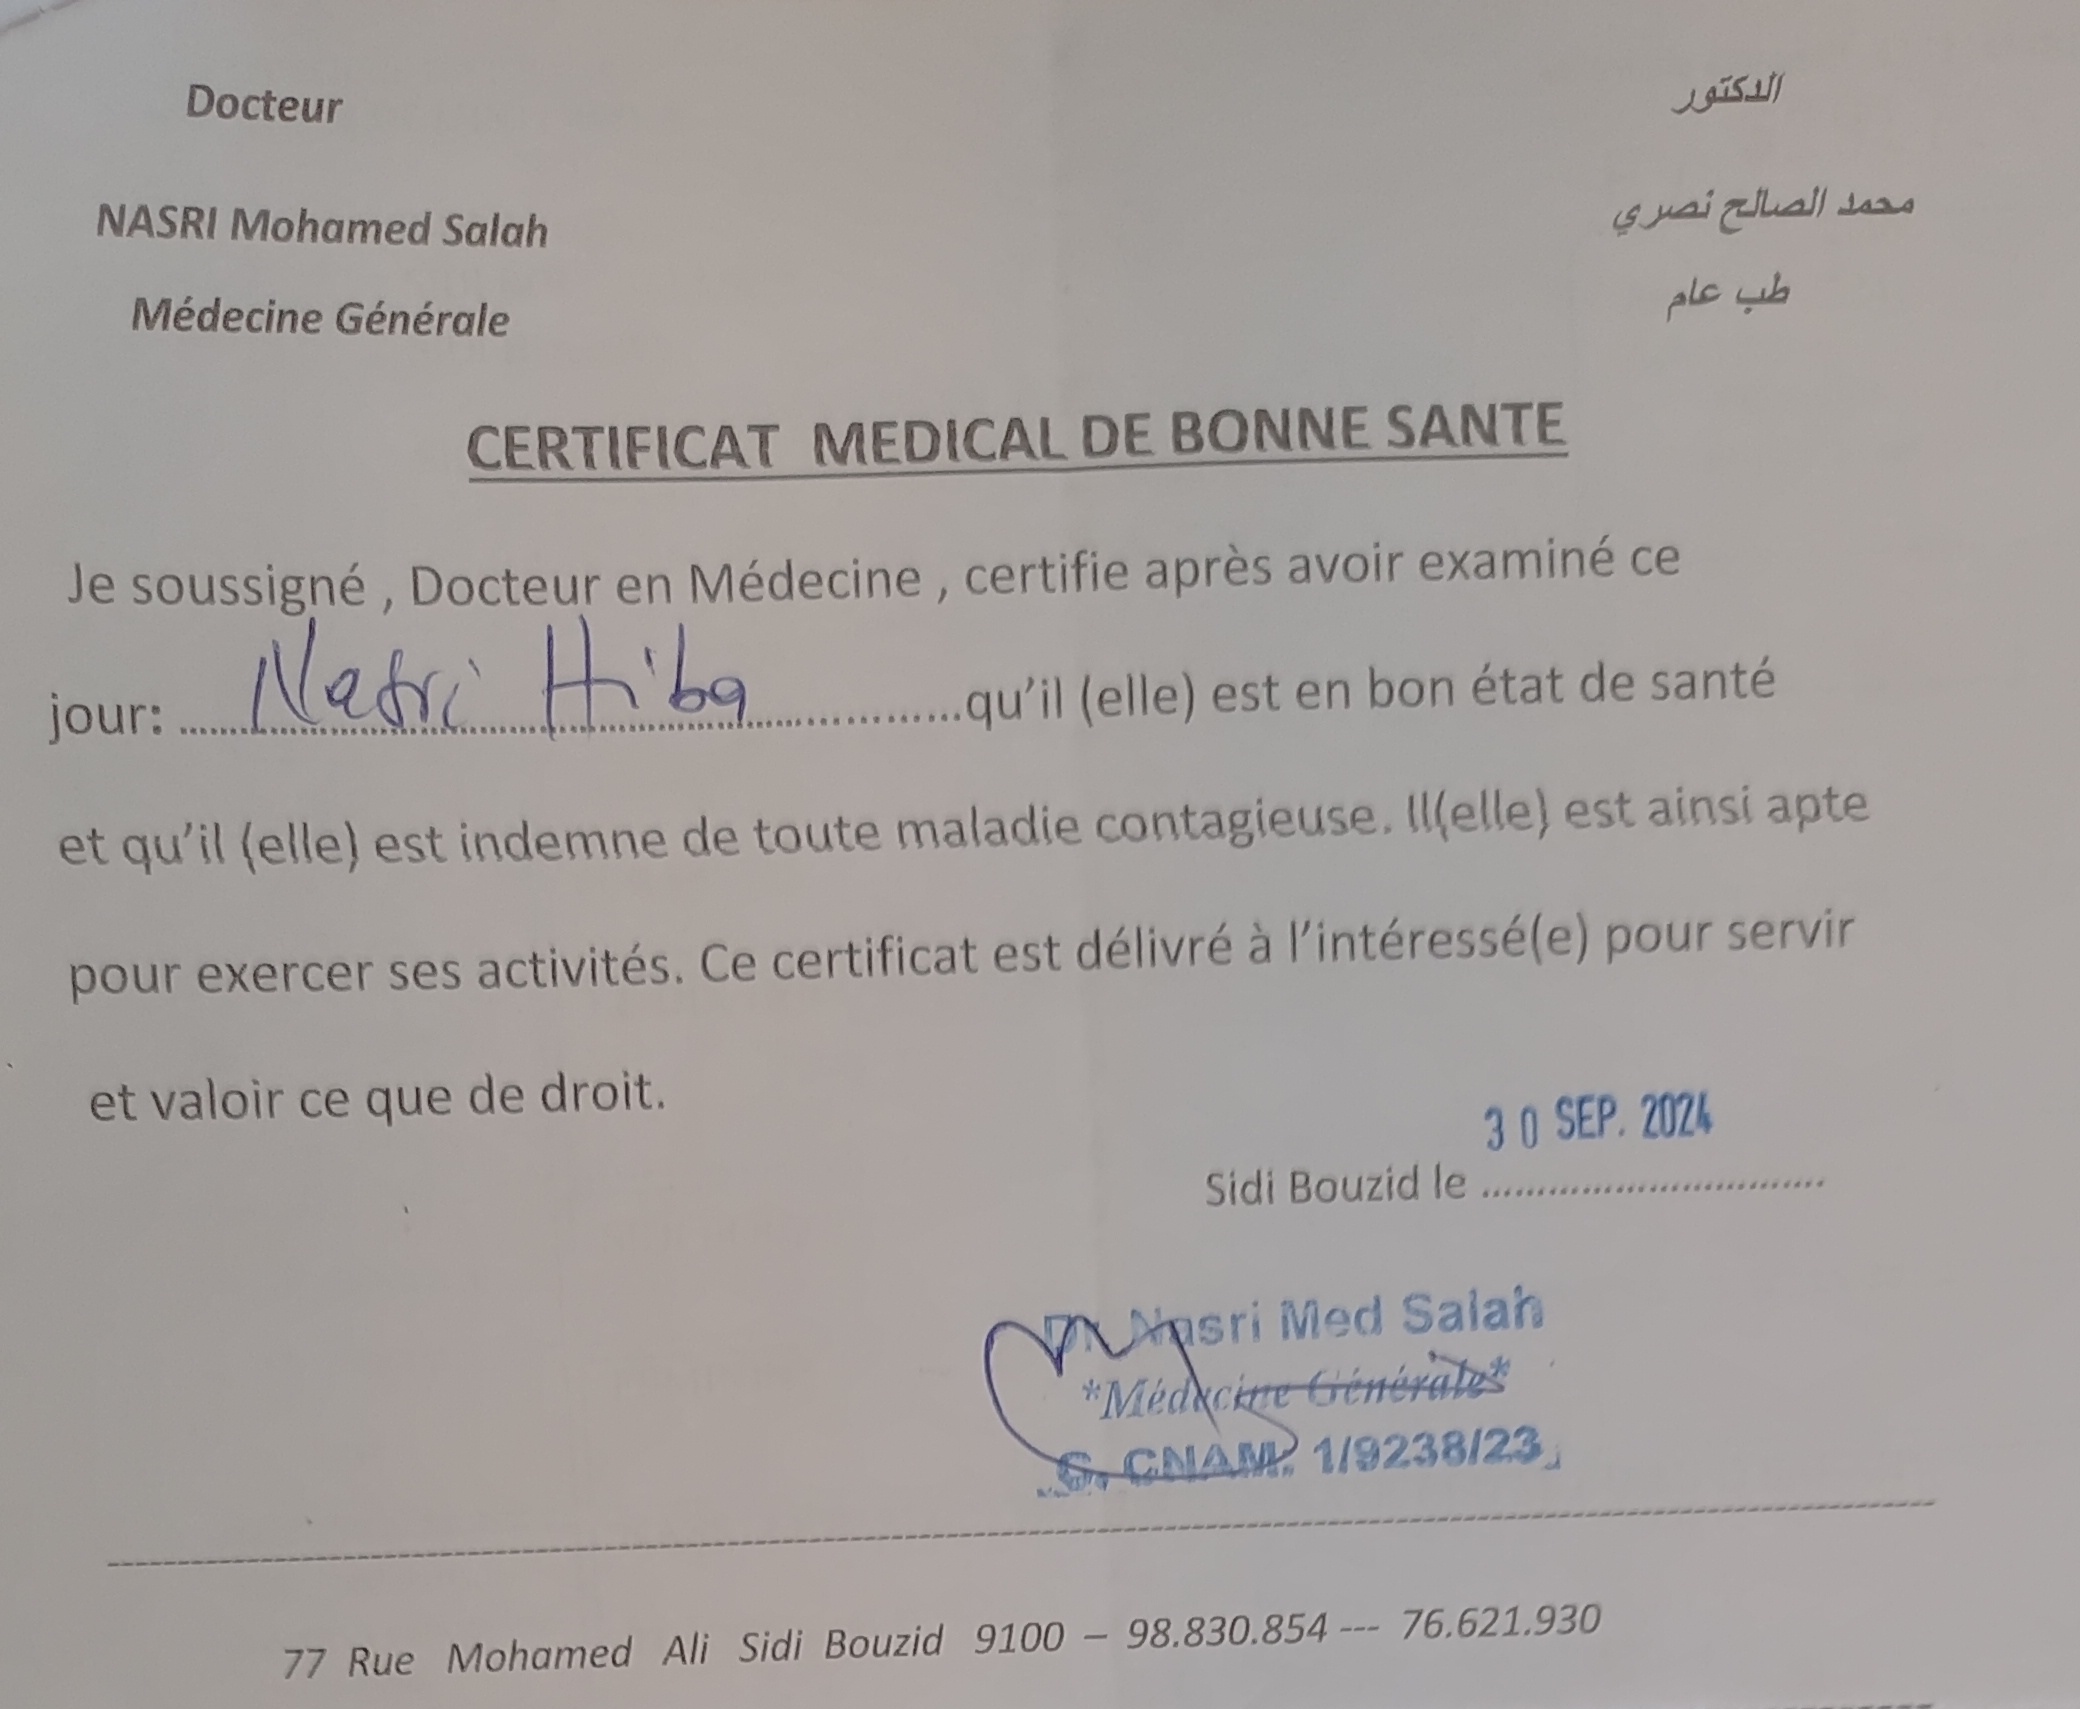 Docteur
الدكتور
NASRI Mohamed Salah
محمد الصالح نصري
Médecine Générale
طب عام
CERTIFICAT MEDICAL DE BONNE SANTE
Je soussigné , Docteur en Médecine , certifie après avoir examiné ce
jour: ........Nasri Hiba..............qu'il (elle) est en bon état de santé
et qu'il (elle) est indemne de toute maladie contagieuse. Il(elle) est ainsi apte
pour exercer ses activités. Ce certificat est délivré à l'intéressé(e) pour servir
et valoir ce que de droit.
30 SEP. 2024
Sidi Bouzid le ...............................
Dr Nasri Med Salah
*Médecine Générale*
S. CNAM. 1/9238/23
77 Rue Mohamed Ali Sidi Bouzid 9100 – 98.830.854 --- 76.621.930